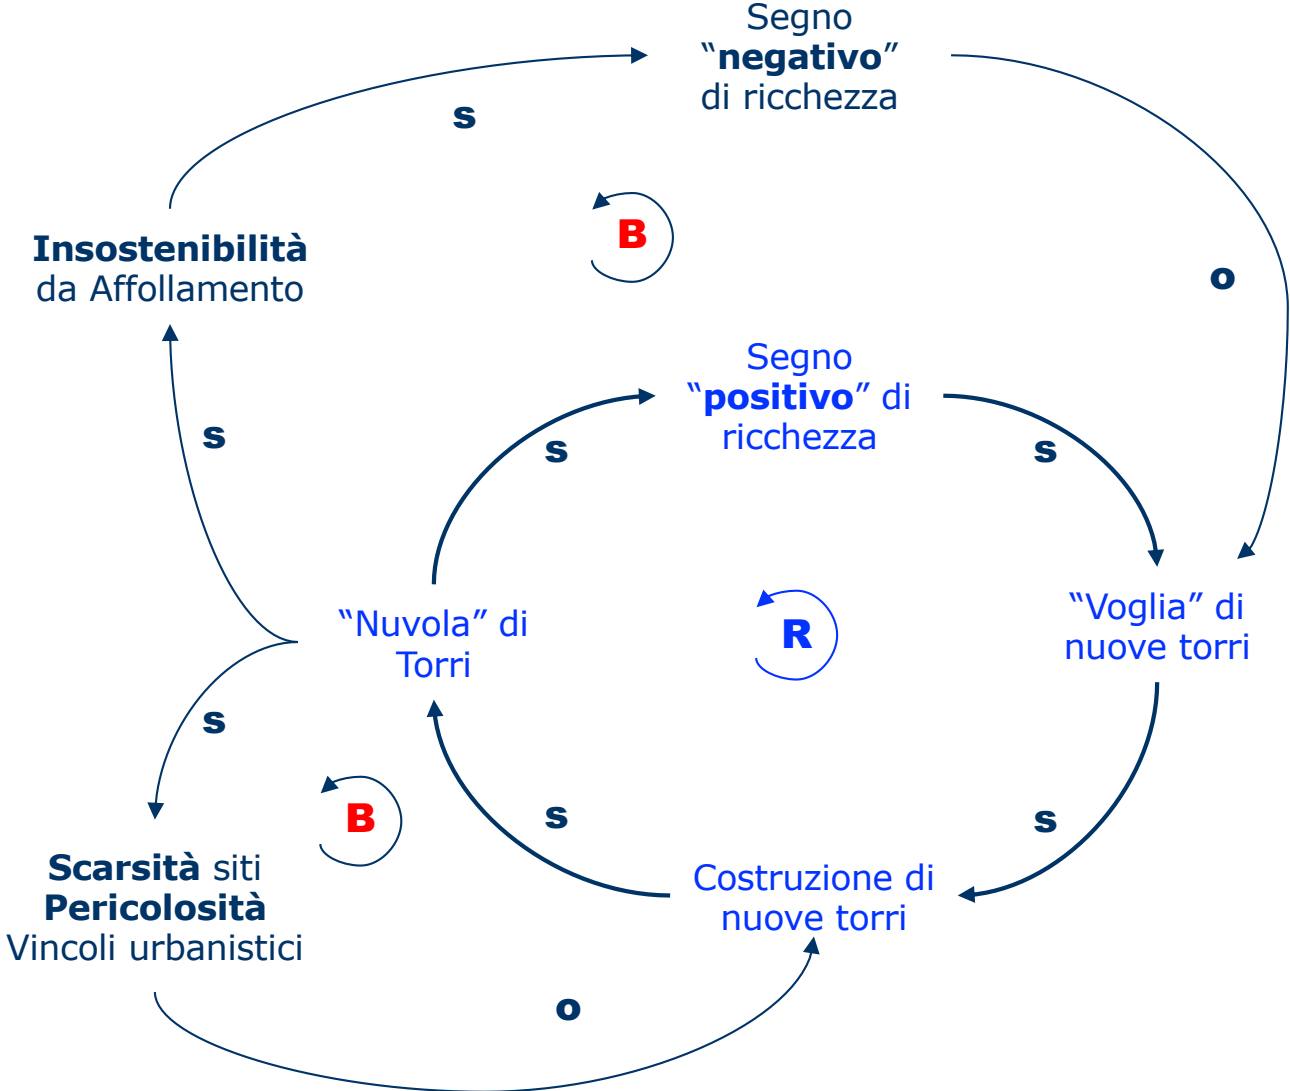 Segno
“negativo”
di ricchezza
s
B
Insostenibilità
da Affollamento
o
Segno
“positivo” di
ricchezza
s
s
s
“Nuvola” di
Torri
R
“Voglia” di
nuove torri
s
B
s
s
Scarsità siti
Pericolosità
Vincoli urbanistici
Costruzione di
nuove torri
o